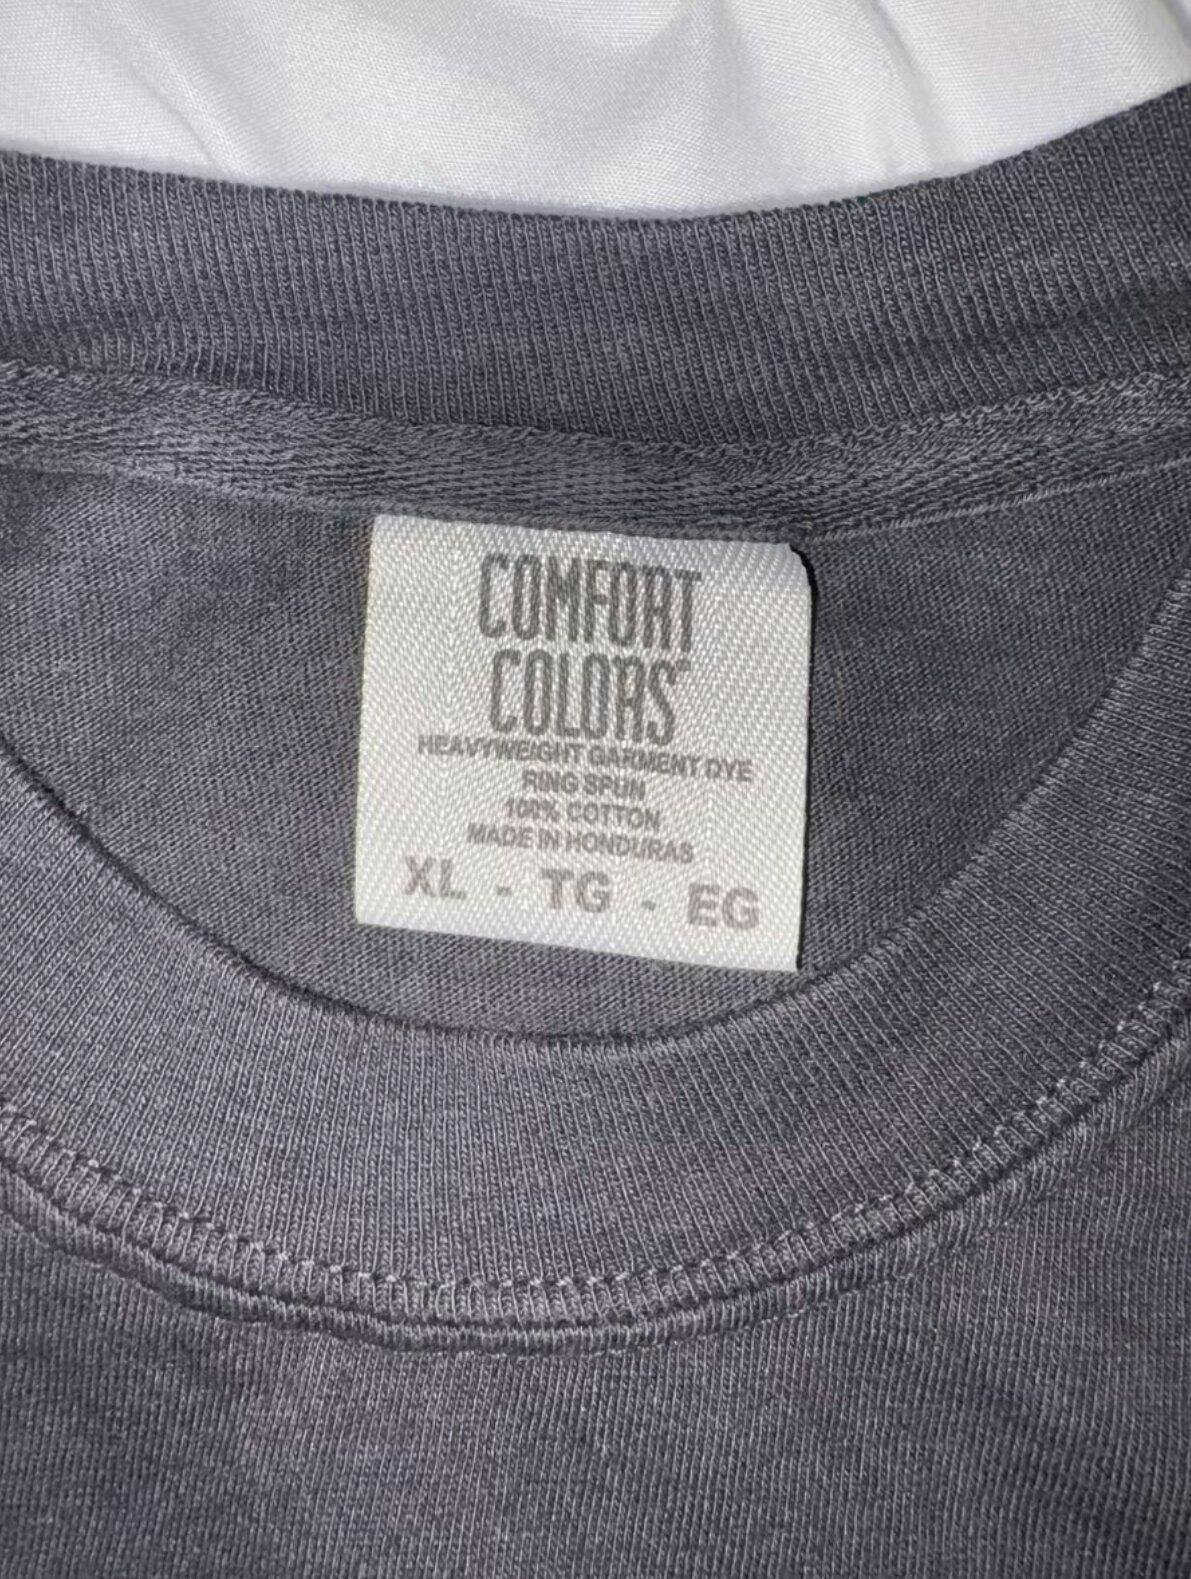 COMFORT
COLORS
HEAVYWEIGHT GARMENT DYE
RING SPUN
100% COTTON
MADE IN HONDURAS
XL - TG - EG